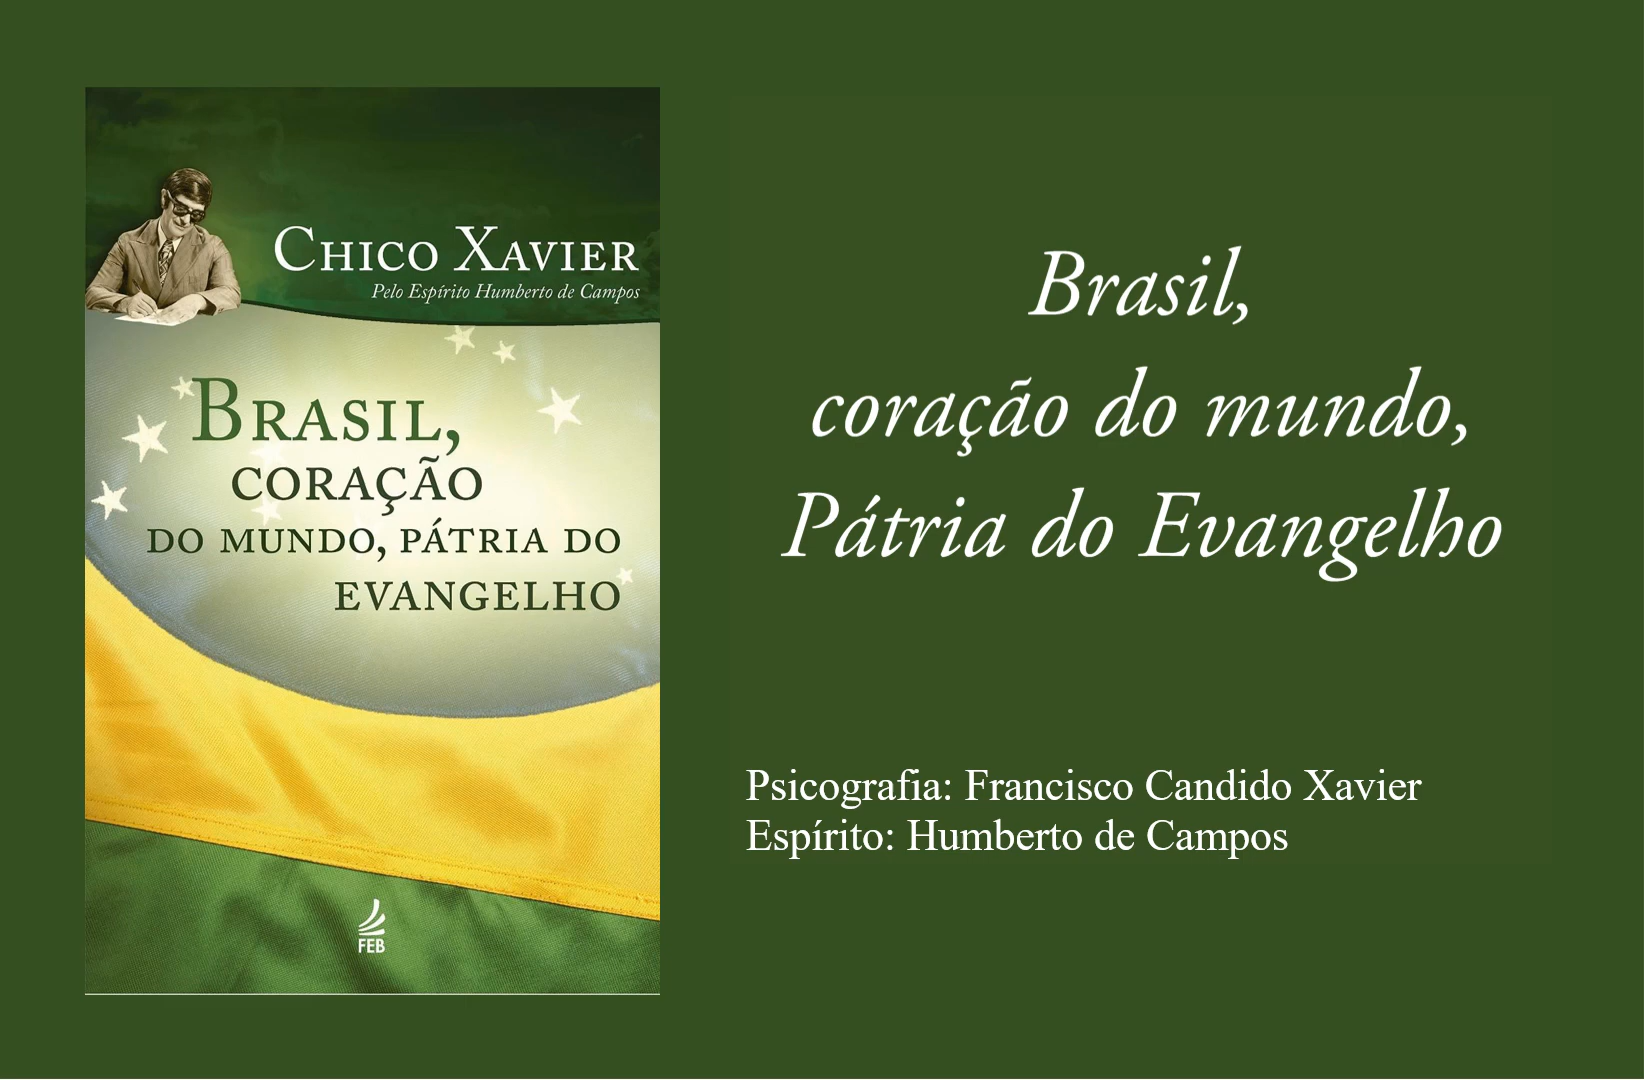 CHICO XAVIER
Pelo Espírito Humberto de Campos
BRASIL,
CORAÇÃO
DO MUNDO, PÁTRIA DO
EVANGELHO
FEB
Brasil,
coração do mundo,
Pátria do Evangelho
Psicografia: Francisco Candido Xavier
Espírito: Humberto de Campos